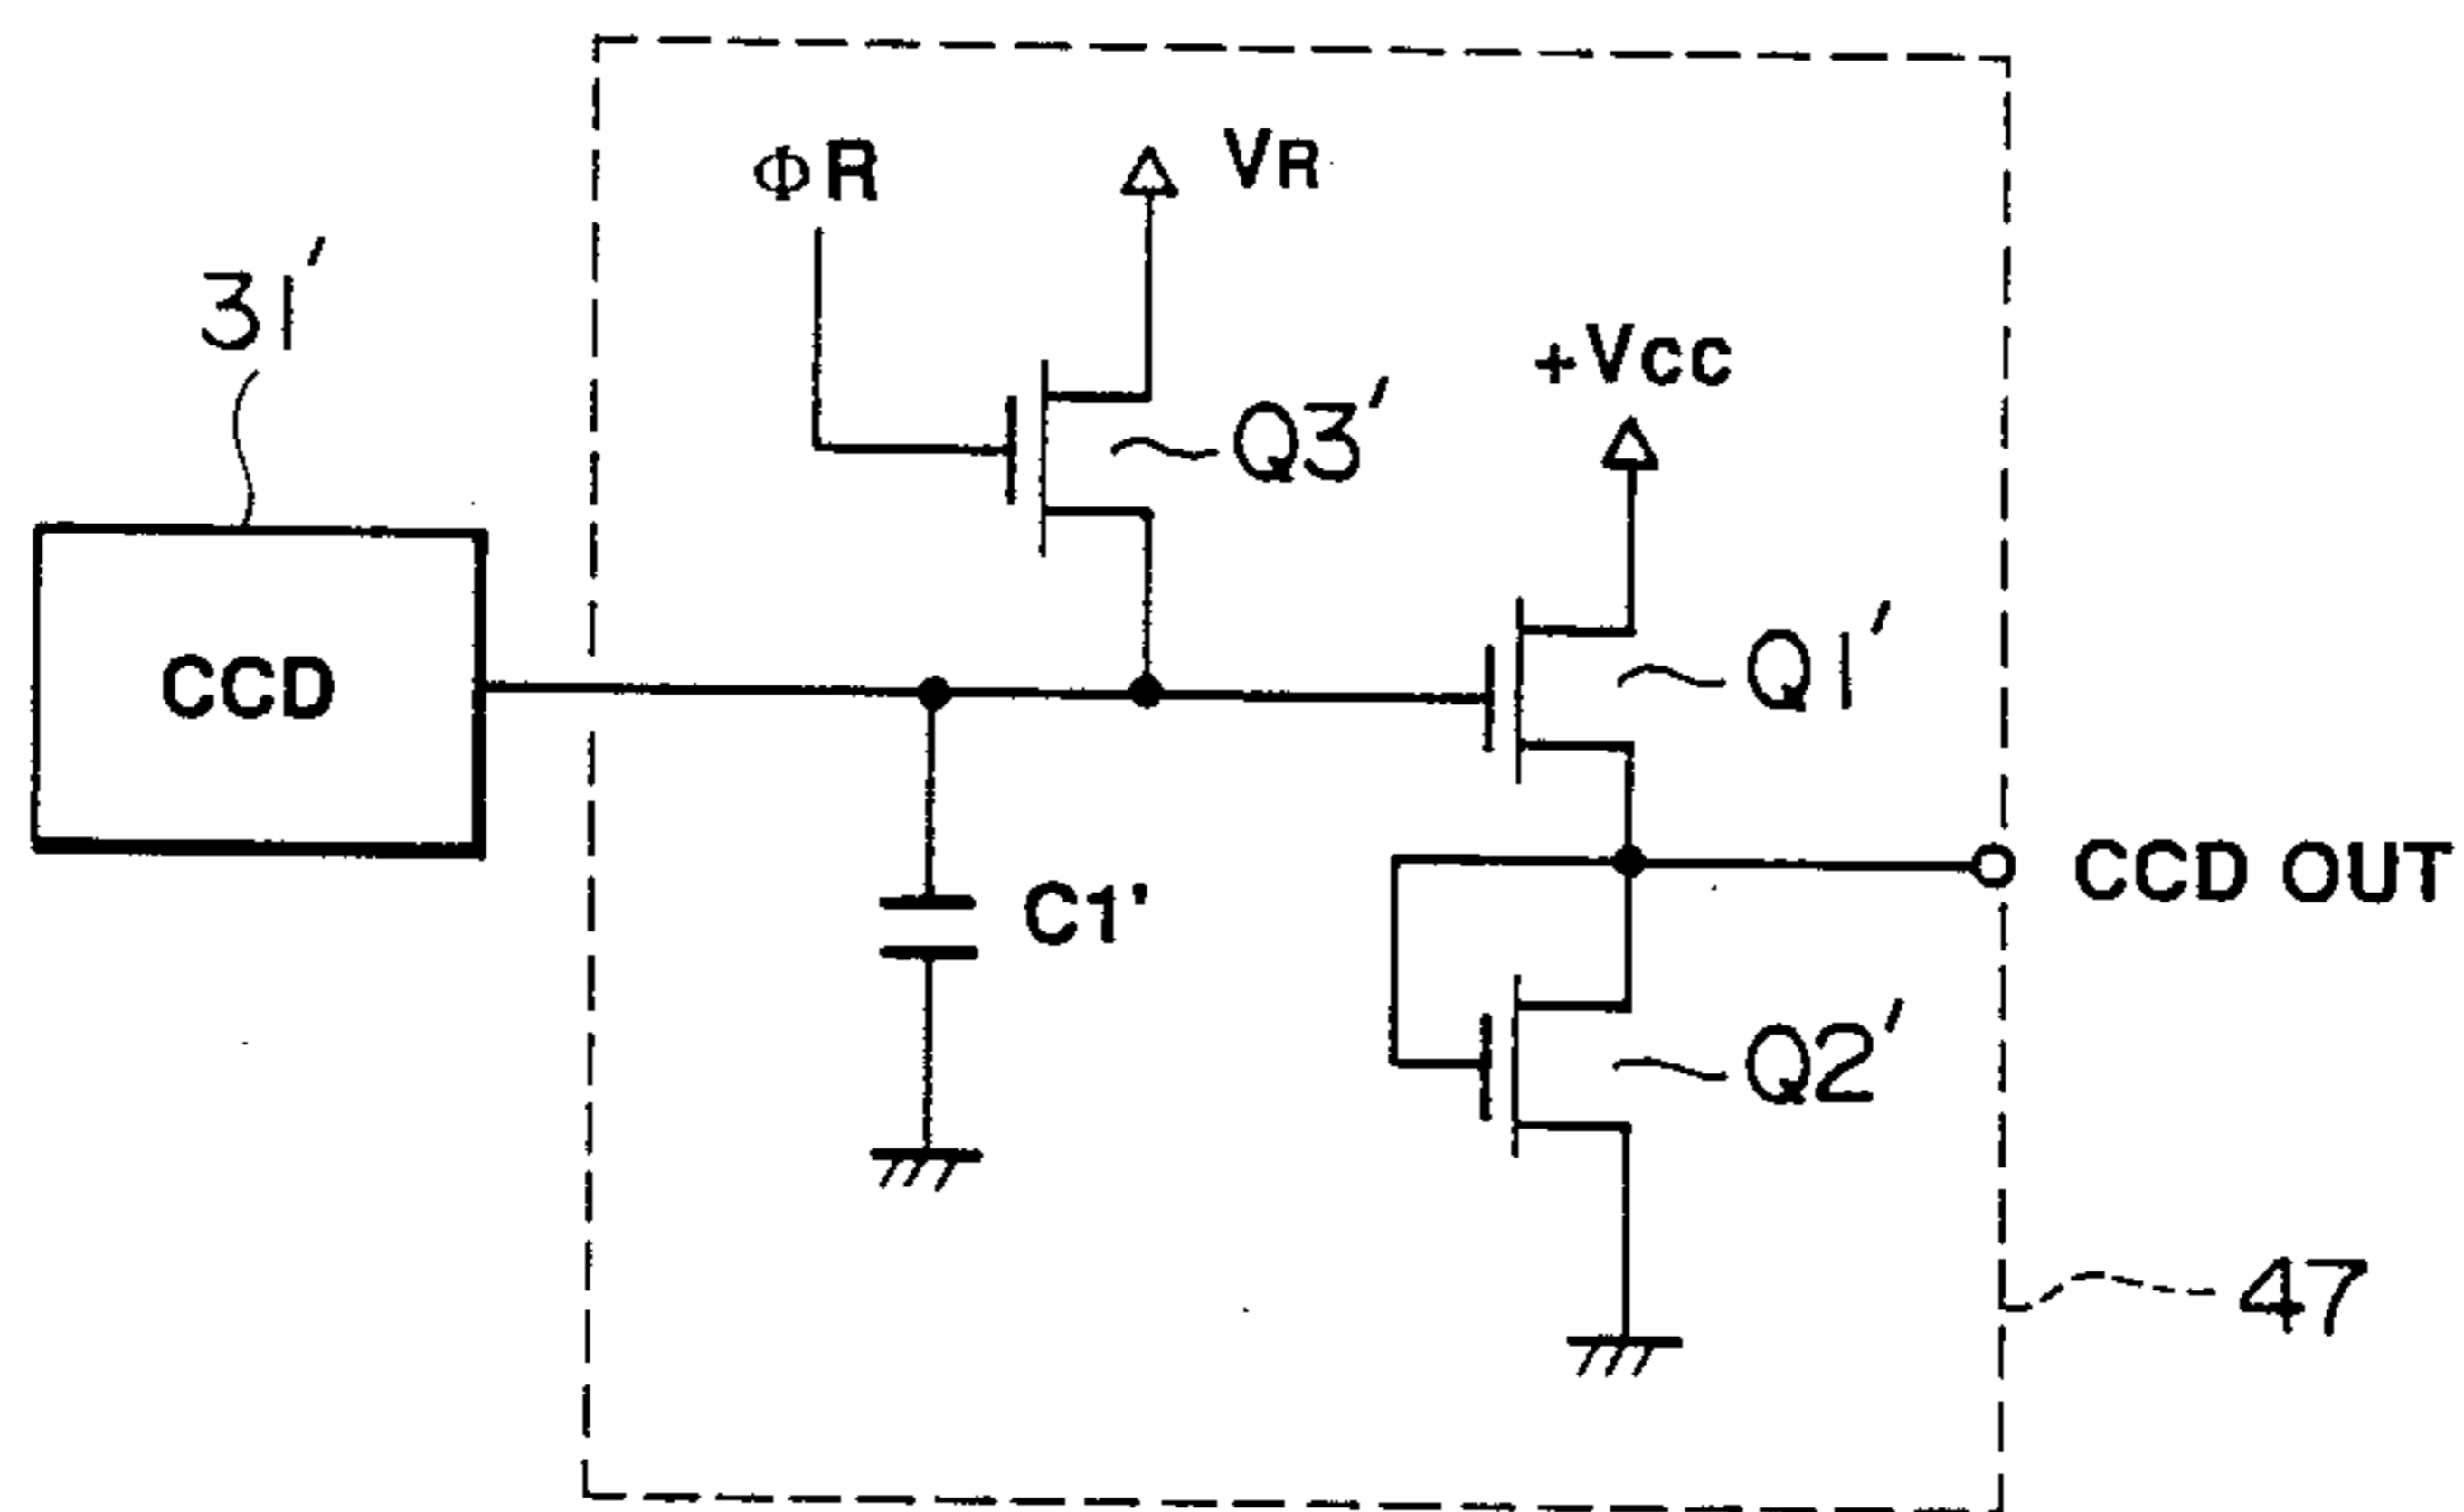 ΦR
VR
31′
+VCC
Q3′
Q1′
CCD
CCD OUT
C1'
Q2′
47